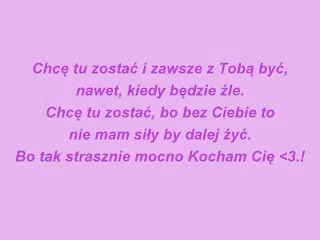 Chcę tu zostać i zawsze z Tobą być,
nawet, kiedy będzie źle.
Chcę tu zostać, bo bez Ciebie to
nie mam siły by dalej żyć.
Bo tak strasznie mocno Kocham Cię <3.!